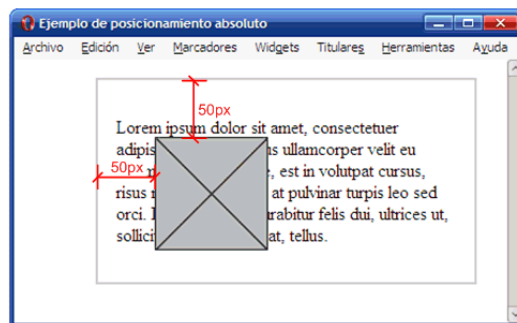 Ejemplo de posicionamiento absoluto
Archivo Edición Ver Marcadores Widgets Titulares Herramientas Ayuda
50px
Lorem ipsum dolor sit amet, consectetuer
adipis s ullamcorper velit eu
50px , est in volutpat cursus,
risus at pulvinar turpis leo sed
orci. urabitur felis dui, ultrices ut,
sollici at, tellus.